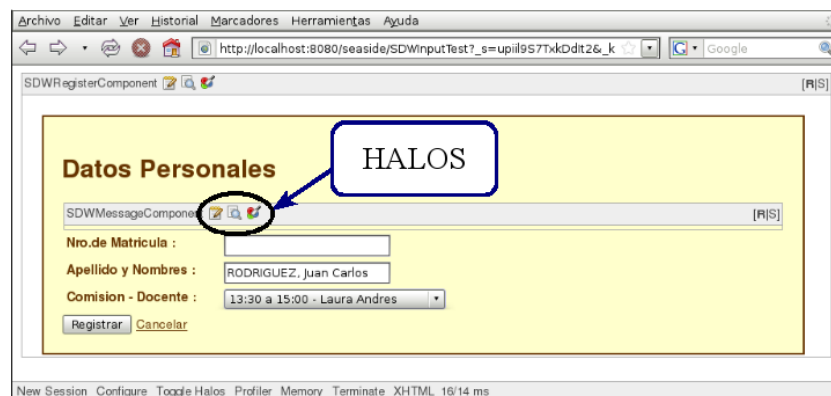 Archivo Editar Ver Historial Marcadores Herramientas Ayuda
http://localhost:8080/seaside/SDWInputTest?_s=upiil9S7TxkDdit2&_k Google
SDWRegisterComponent [R|S]
HALOS
Datos Personales
SDWMessageComponen [R|S]
Nro.de Matricula :
Apellido y Nombres : RODRIGUEZ, Juan Carlos
Comision - Docente : 13:30 a 15:00 - Laura Andres
Registrar Cancelar
New Session Configure Toggle Halos Profiler Memory Terminate XHTML 16/14 ms